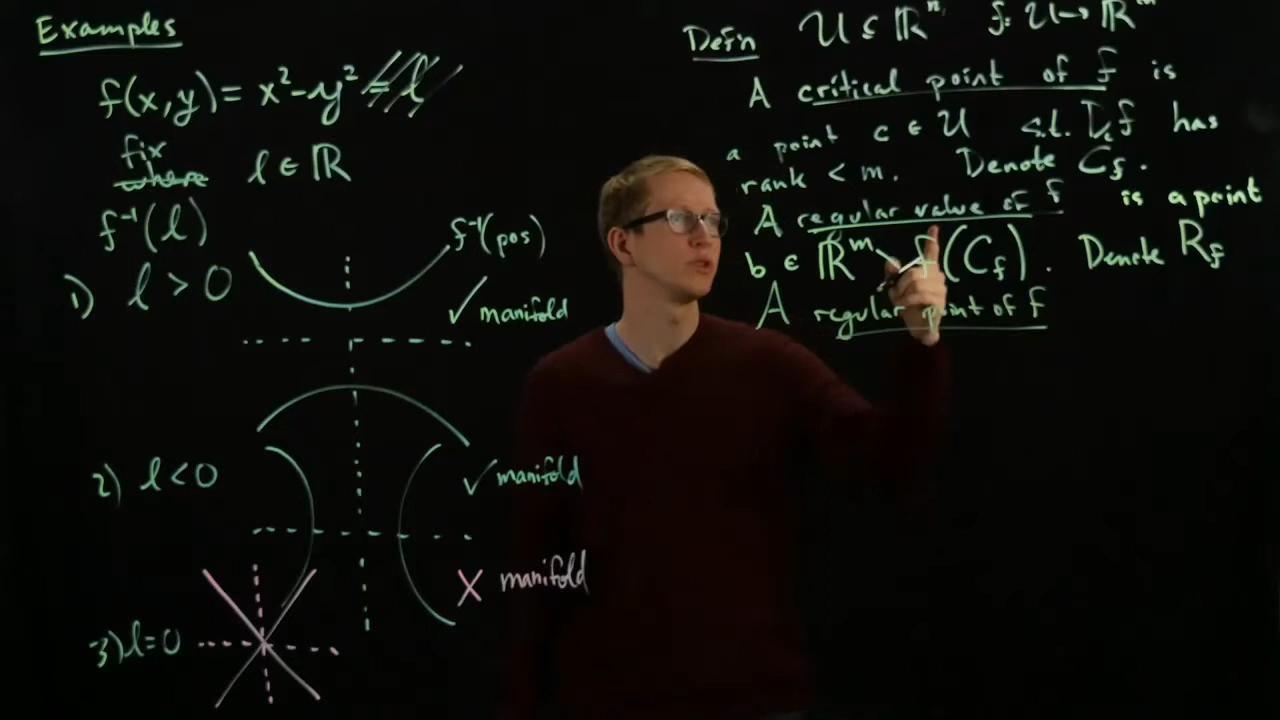 Examples
f(x,y) = x²-y² = l
fix
where l ∈ ℝ
f⁻¹(l)
1) l > 0
f⁻¹(pos)
✓ manifold
2) l < 0
✓ manifold
X manifold
3) l=0
Defn U ⊆ ℝⁿ f: U → ℝᵐ
A critical point of f is
a point c ∈ U s.t. D_c f has
rank < m. Denote C_f.
A regular value of f is a point
b ∈ ℝᵐ \ f(C_f). Denote R_f
A regular point of f